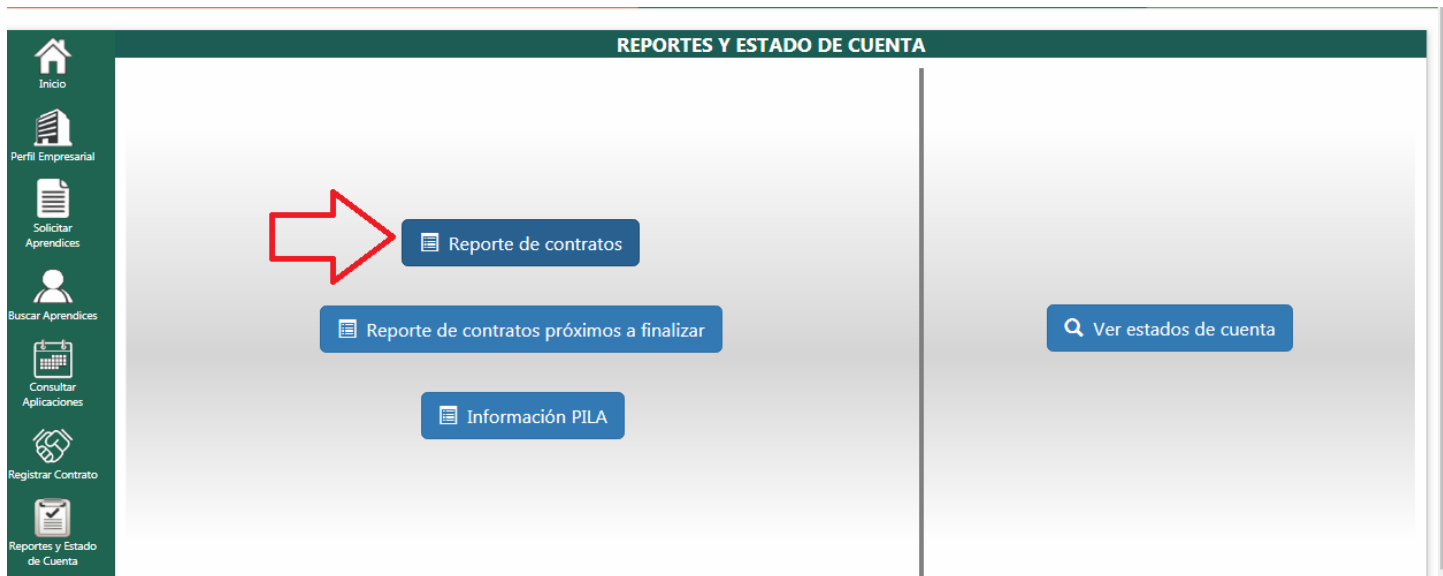 REPORTES Y ESTADO DE CUENTA
Inicio
Perfil Empresarial
Solicitar
Aprendices
Buscar Aprendices
Consultar
Aplicaciones
Registrar Contrato
Reportes y Estado
de Cuenta
Reporte de contratos
Reporte de contratos próximos a finalizar
Información PILA
Ver estados de cuenta